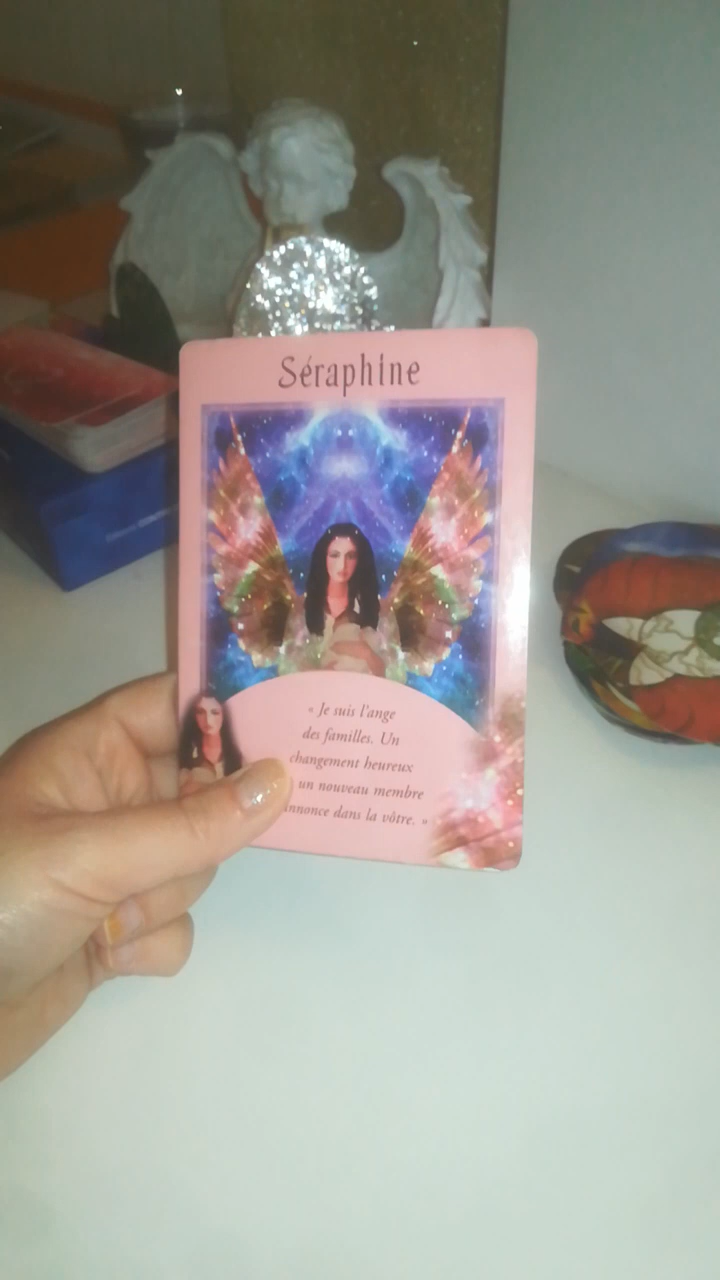 Séraphine
« Je suis l'ange
des familles. Un
changement heureux
un nouveau membre
annonce dans la vôtre. »